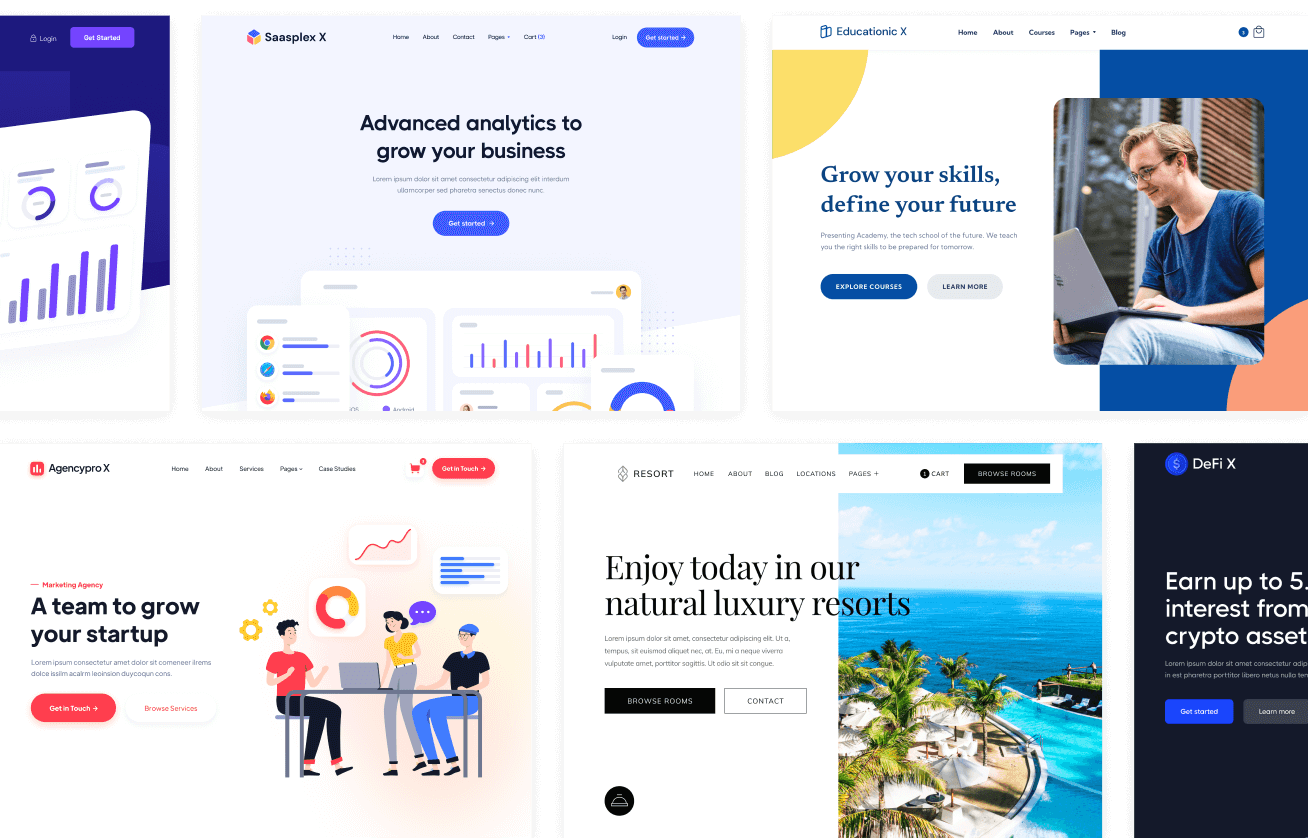 Login
Get Started
Saasplex X
Home
About
Contact
Pages
Cart (3)
Login
Get started →
Advanced analytics to
grow your business
Lorem ipsum dolor sit amet consectetur adipiscing elit interdum
ullamcorper sed pharetra senectus donec nunc.
Get started →
iOS
Android
Educationic X
Home
About
Courses
Pages
Blog
Grow your skills,
define your future
Presenting Academy, the tech school of the future. We teach
you the right skills to be prepared for tomorrow.
EXPLORE COURSES
LEARN MORE
Agencypro X
Home
About
Services
Pages
Case Studies
Get in Touch →
— Marketing Agency
A team to grow
your startup
Lorem ipsum consectetur amet dolor sit comeneer ilrems
dolce issilm acalrm leoinsion duycoqun cons.
Get in Touch →
Browse Services
RESORT
HOME
ABOUT
BLOG
LOCATIONS
PAGES +
1 CART
BROWSE ROOMS
Enjoy today in our
natural luxury resorts
Lorem ipsum dolor sit amet, consectetur adipiscing elit. Ut a,
tempus, sit euismod aliquet nec, at. Eu, mi a neque viverra
vulputate amet, porttitor sagittis. Ut odio sit sit congue.
BROWSE ROOMS
CONTACT
$ DeFi X
Earn up to 5.
interest from
crypto asset
Lorem ipsum dolor sit amet consectetur adip
in est pharetra porttitor libero netus nulla ten
Get started
Learn more